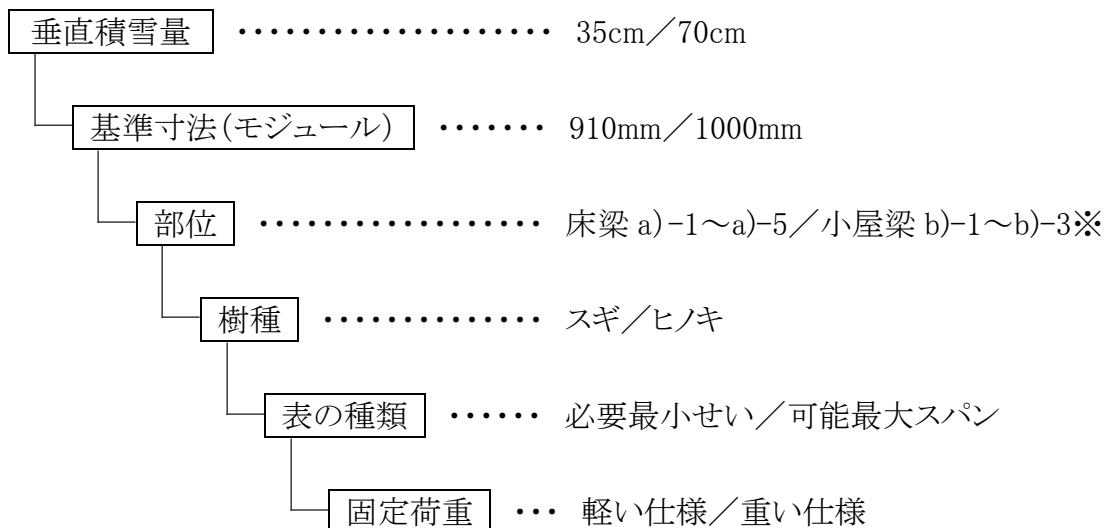 垂直積雪量 ････････････････････ 35cm／70cm
基準寸法(モジュール) ･･･････ 910mm／1000mm
部位 ･･････････････････ 床梁 a)-1～a)-5／小屋梁 b)-1～b)-3※
樹種 ･･････････････ スギ／ヒノキ
表の種類 ･･････ 必要最小せい／可能最大スパン
固定荷重 ･･･ 軽い仕様／重い仕様